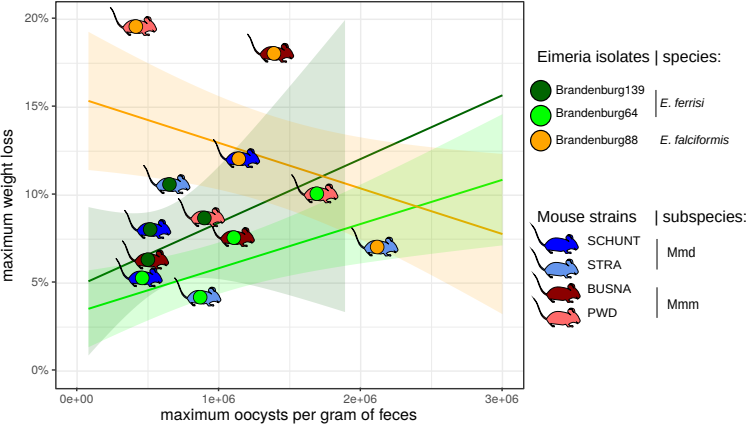 20%
15%
10%
5%
0%
maximum weight loss
0e+00 1e+06 2e+06 3e+06
maximum oocysts per gram of feces
Eimeria isolates | species:
Brandenburg139
Brandenburg64
E. ferrisi
Brandenburg88 E. falciformis
Mouse strains | subspecies:
SCHUNT
STRA
Mmd
BUSNA
PWD
Mmm